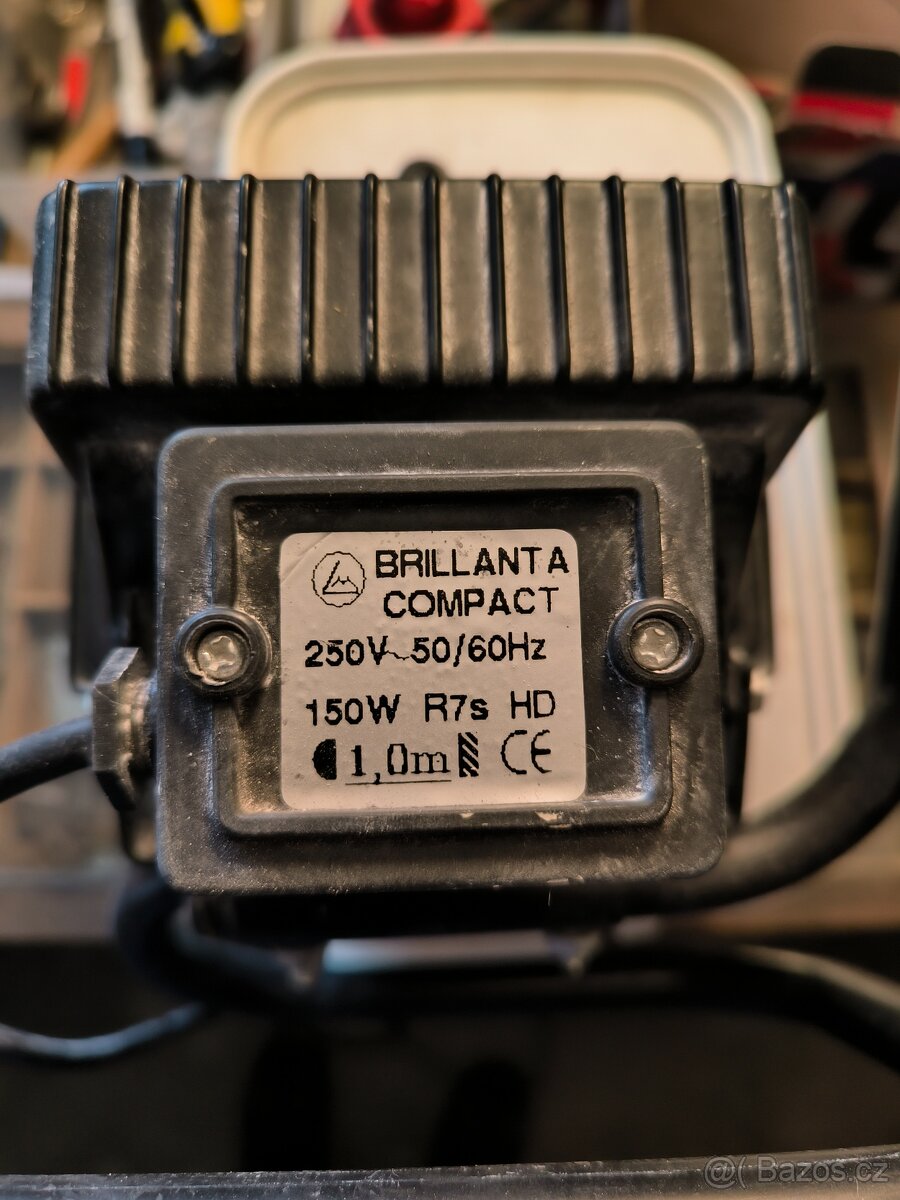 BRILLANTA
COMPACT
250V~50/60Hz
150W R7s HD
1,0m CE
@( Bazos.cz